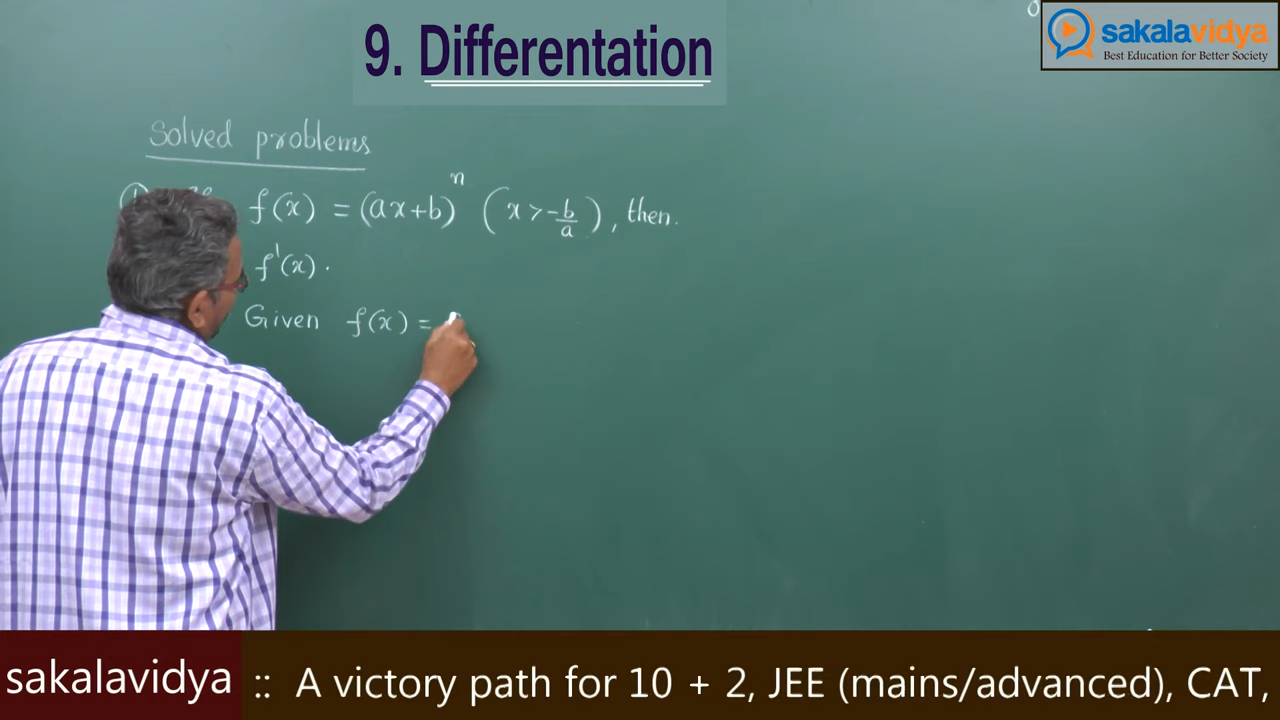 9. Differentation
sakalavidya
Best Education for Better Society
Solved problems
f(x) = (ax+b)^n (x > -b/a), then.
f'(x).
Given f(x) =
sakalavidya :: A victory path for 10 + 2, JEE (mains/advanced), CAT,